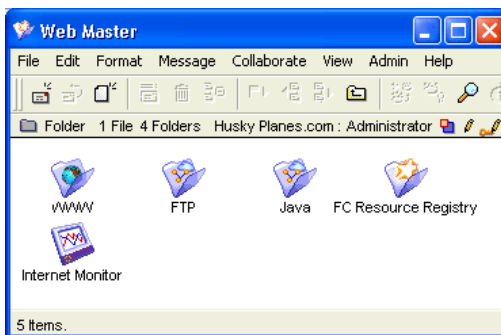 Web Master
File Edit Format Message Collaborate View Admin Help
Folder 1 File 4 Folders Husky Planes.com : Administrator
WWW FTP Java FC Resource Registry
Internet Monitor
5 Items.